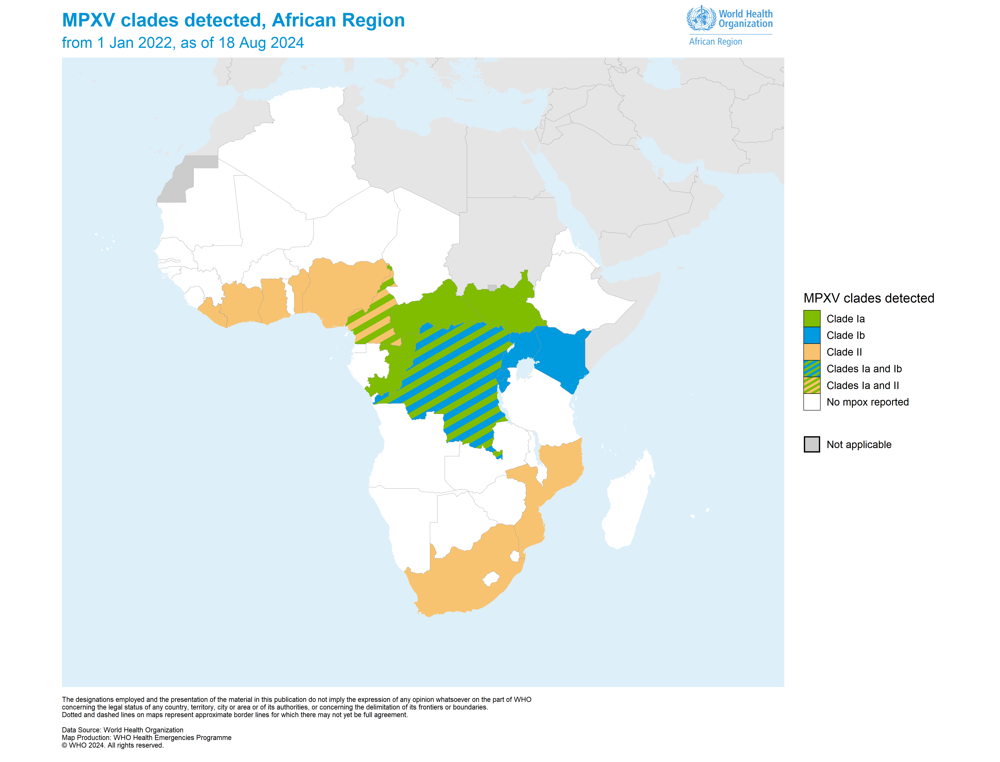 MPXV clades detected, African Region
from 1 Jan 2022, as of 18 Aug 2024
World Health
Organization
African Region
MPXV clades detected
Clade Ia
Clade Ib
Clade II
Clades Ia and Ib
Clades Ia and II
No mpox reported
Not applicable
The designations employed and the presentation of the material in this publication do not imply the expression of any opinion whatsoever on the part of WHO
concerning the legal status of any country, territory, city or area or of its authorities, or concerning the delimitation of its frontiers or boundaries.
Dotted and dashed lines on maps represent approximate border lines for which there may not yet be full agreement.
Data Source: World Health Organization
Map Production: WHO Health Emergencies Programme
© WHO 2024. All rights reserved.